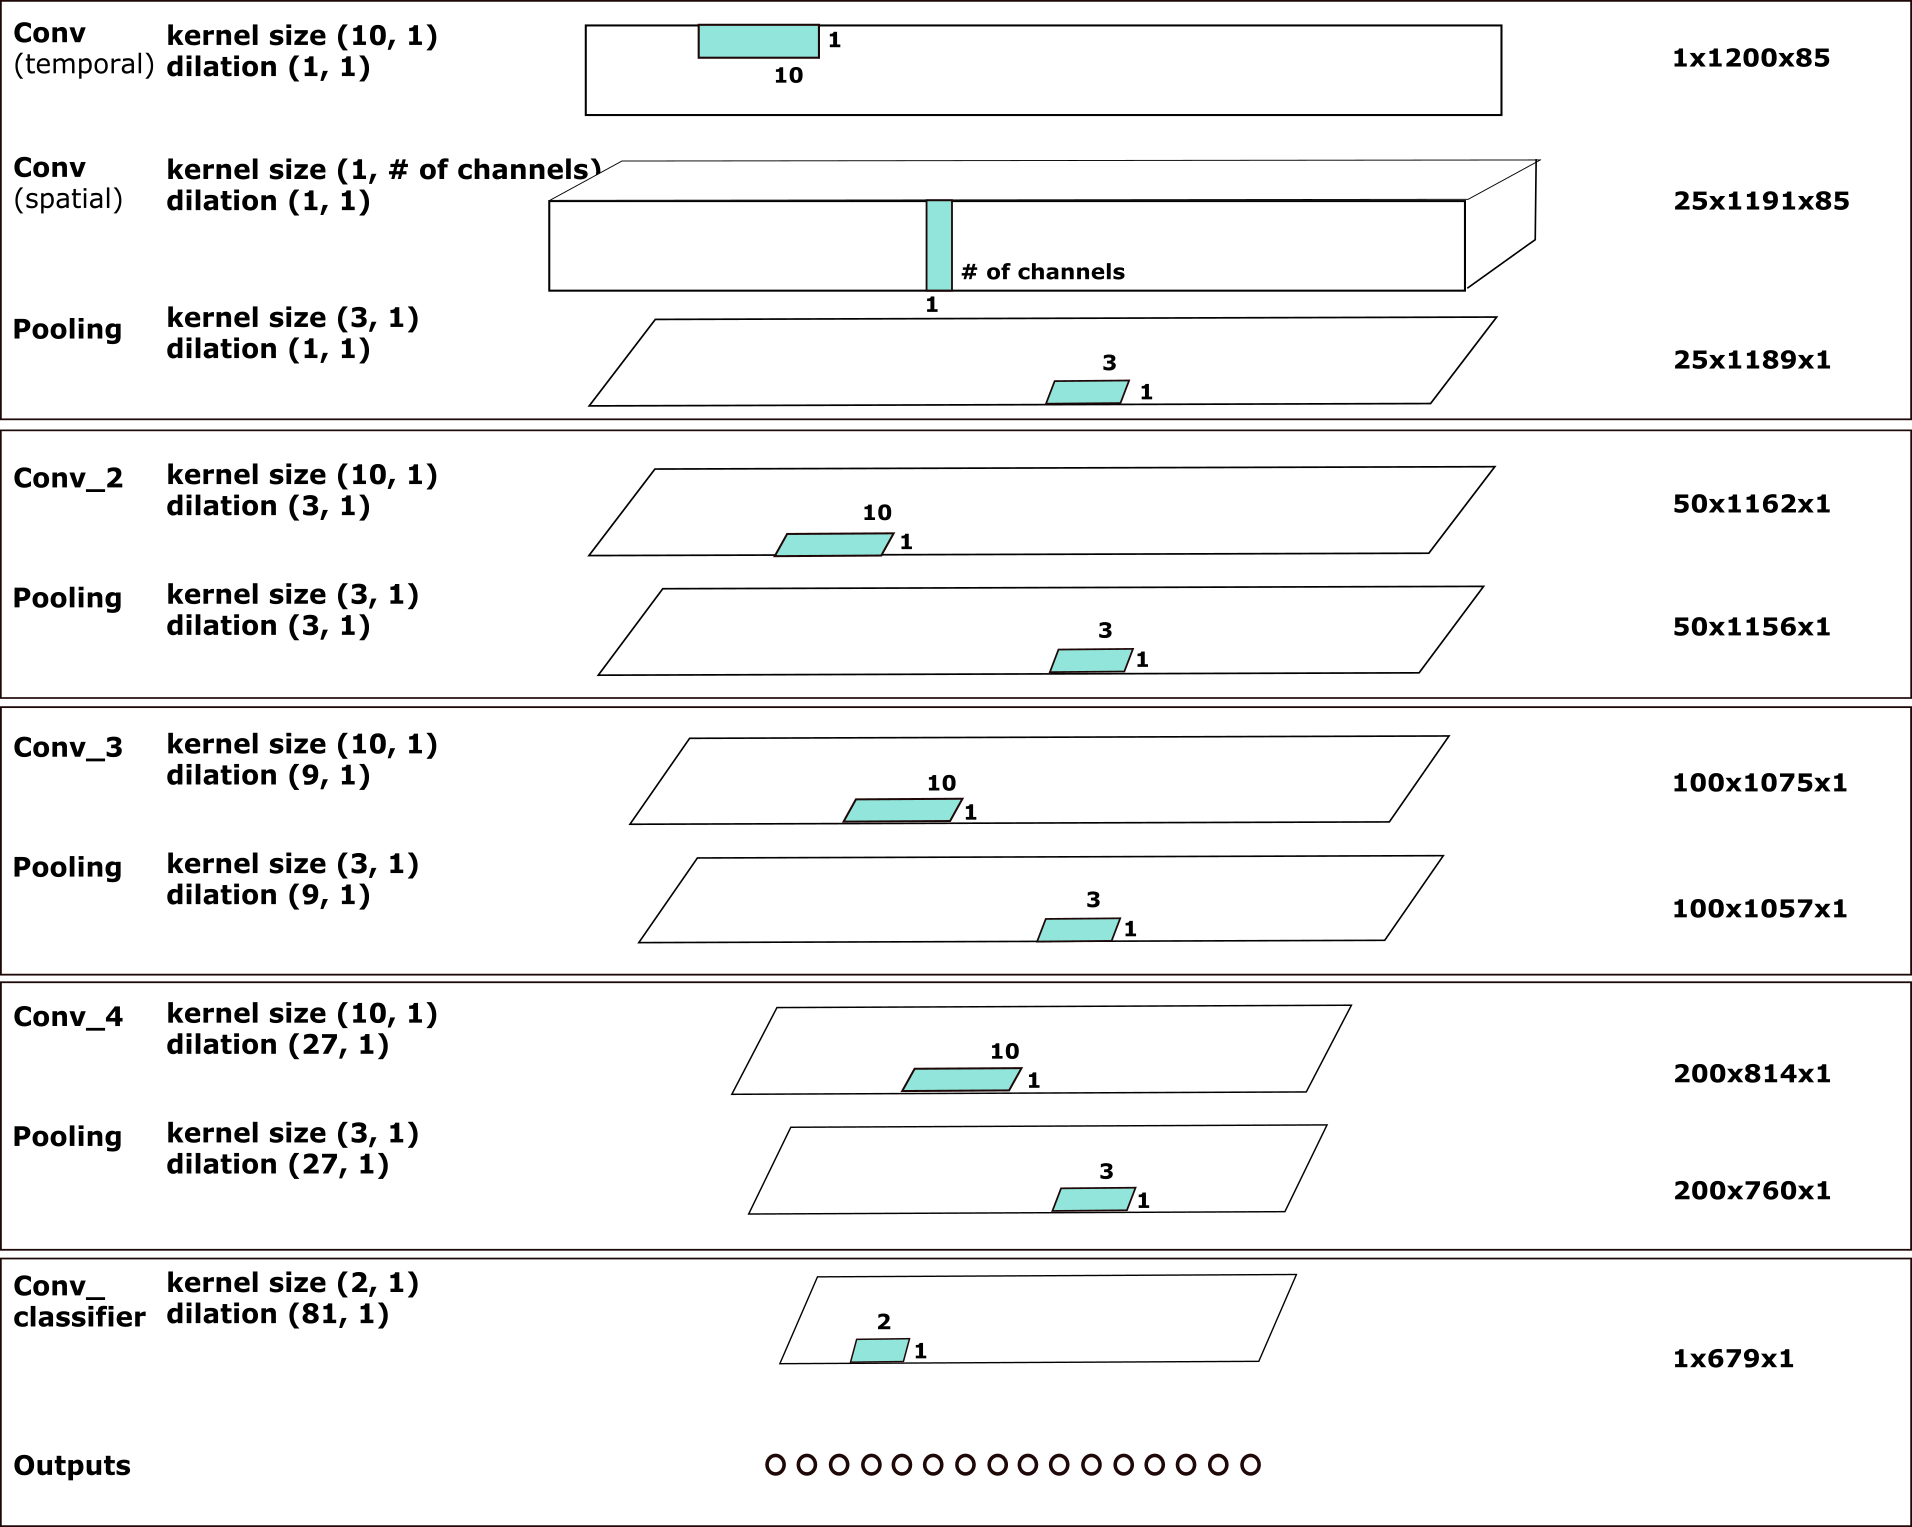 Conv
(temporal)
kernel size (10, 1)
dilation (1, 1)
1
10
1x1200x85
Conv
(spatial)
kernel size (1, # of channels)
dilation (1, 1)
# of channels
1
25x1191x85
Pooling
kernel size (3, 1)
dilation (1, 1)
3
1
25x1189x1
Conv_2
kernel size (10, 1)
dilation (3, 1)
10
1
50x1162x1
Pooling
kernel size (3, 1)
dilation (3, 1)
3
1
50x1156x1
Conv_3
kernel size (10, 1)
dilation (9, 1)
10
1
100x1075x1
Pooling
kernel size (3, 1)
dilation (9, 1)
3
1
100x1057x1
Conv_4
kernel size (10, 1)
dilation (27, 1)
10
1
200x814x1
Pooling
kernel size (3, 1)
dilation (27, 1)
3
1
200x760x1
Conv_
classifier
kernel size (2, 1)
dilation (81, 1)
2
1
1x679x1
Outputs